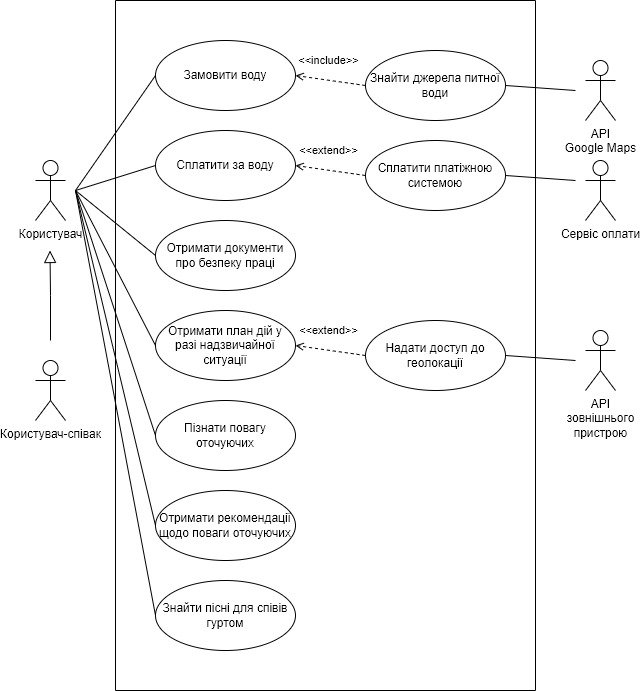 Замовити воду
<<include>>
Знайти джерела питної
води
API
Google Maps
Сплатити за воду
<<extend>>
Сплатити платіжною
системою
Користувач
Сервіс оплати
Отримати документи
про безпеку праці
Отримати план дій у
разі надзвичайної
ситуації
<<extend>>
Надати доступ до
геолокації
API
зовнішнього
пристрою
Користувач-співак
Пізнати повагу
оточуючих
Отримати рекомендації
щодо поваги оточуючих
Знайти пісні для співів
гуртом